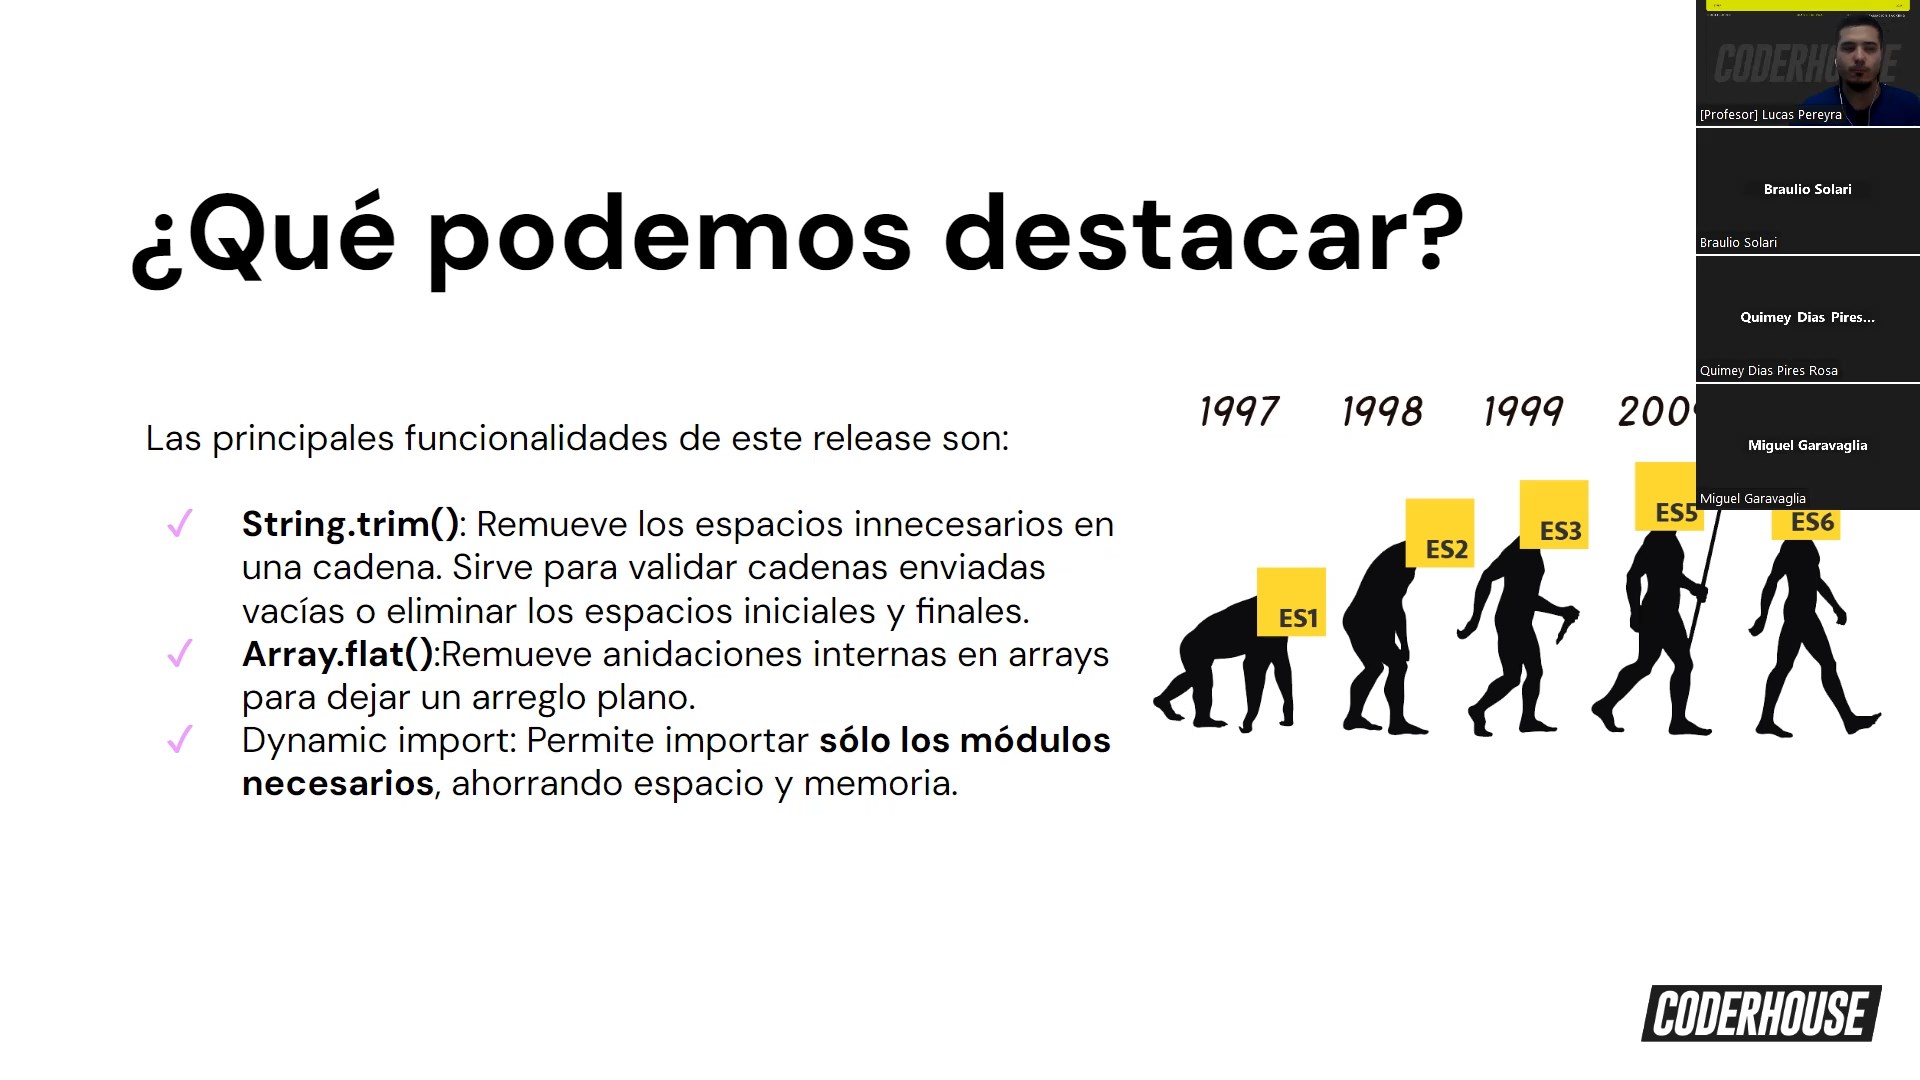 ¿Qué podemos destacar?
Las principales funcionalidades de este release son:
✓ String.trim(): Remueve los espacios innecesarios en
una cadena. Sirve para validar cadenas enviadas
vacías o eliminar los espacios iniciales y finales.
✓ Array.flat():Remueve anidaciones internas en arrays
para dejar un arreglo plano.
✓ Dynamic import: Permite importar sólo los módulos
necesarios, ahorrando espacio y memoria.
1997 1998 1999
ES1
ES2
ES3
ES5
ES6
CODERHOUSE
[Profesor] Lucas Pereyra
Braulio Solari
Braulio Solari
Quimey Dias Pires...
Quimey Dias Pires Rosa
Miguel Garavaglia
Miguel Garavaglia